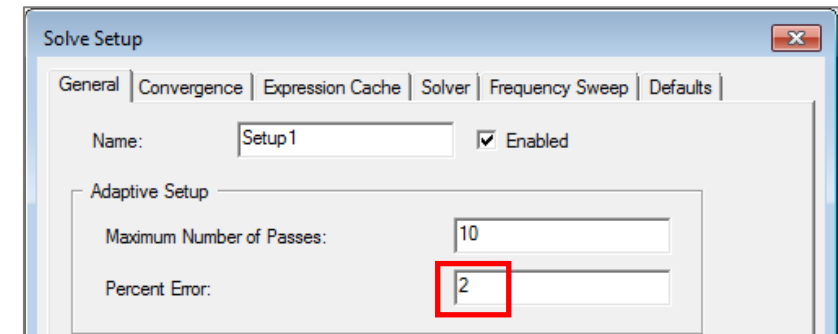 Solve Setup
General Convergence Expression Cache Solver Frequency Sweep Defaults
Name: Setup1 Enabled
Adaptive Setup
Maximum Number of Passes: 10
Percent Error: 2